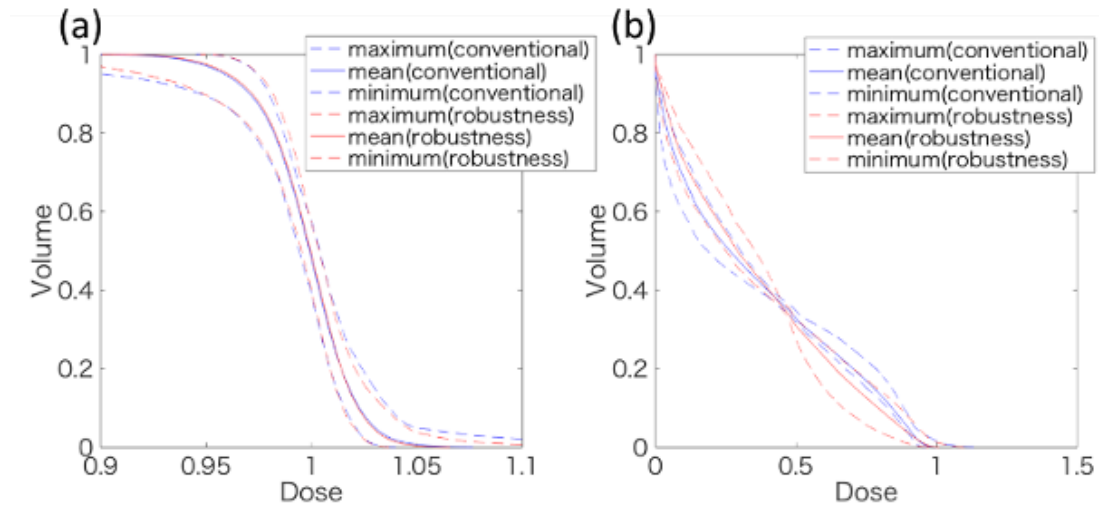 (a)
maximum(conventional)
mean(conventional)
minimum(conventional)
maximum(robustness)
mean(robustness)
minimum(robustness)
Volume
1
0.8
0.6
0.4
0.2
0
0.9
0.95
1
1.05
1.1
Dose
(b)
maximum(conventional)
mean(conventional)
minimum(conventional)
maximum(robustness)
mean(robustness)
minimum(robustness)
Volume
1
0.8
0.6
0.4
0.2
0
0
0.5
1
1.5
Dose